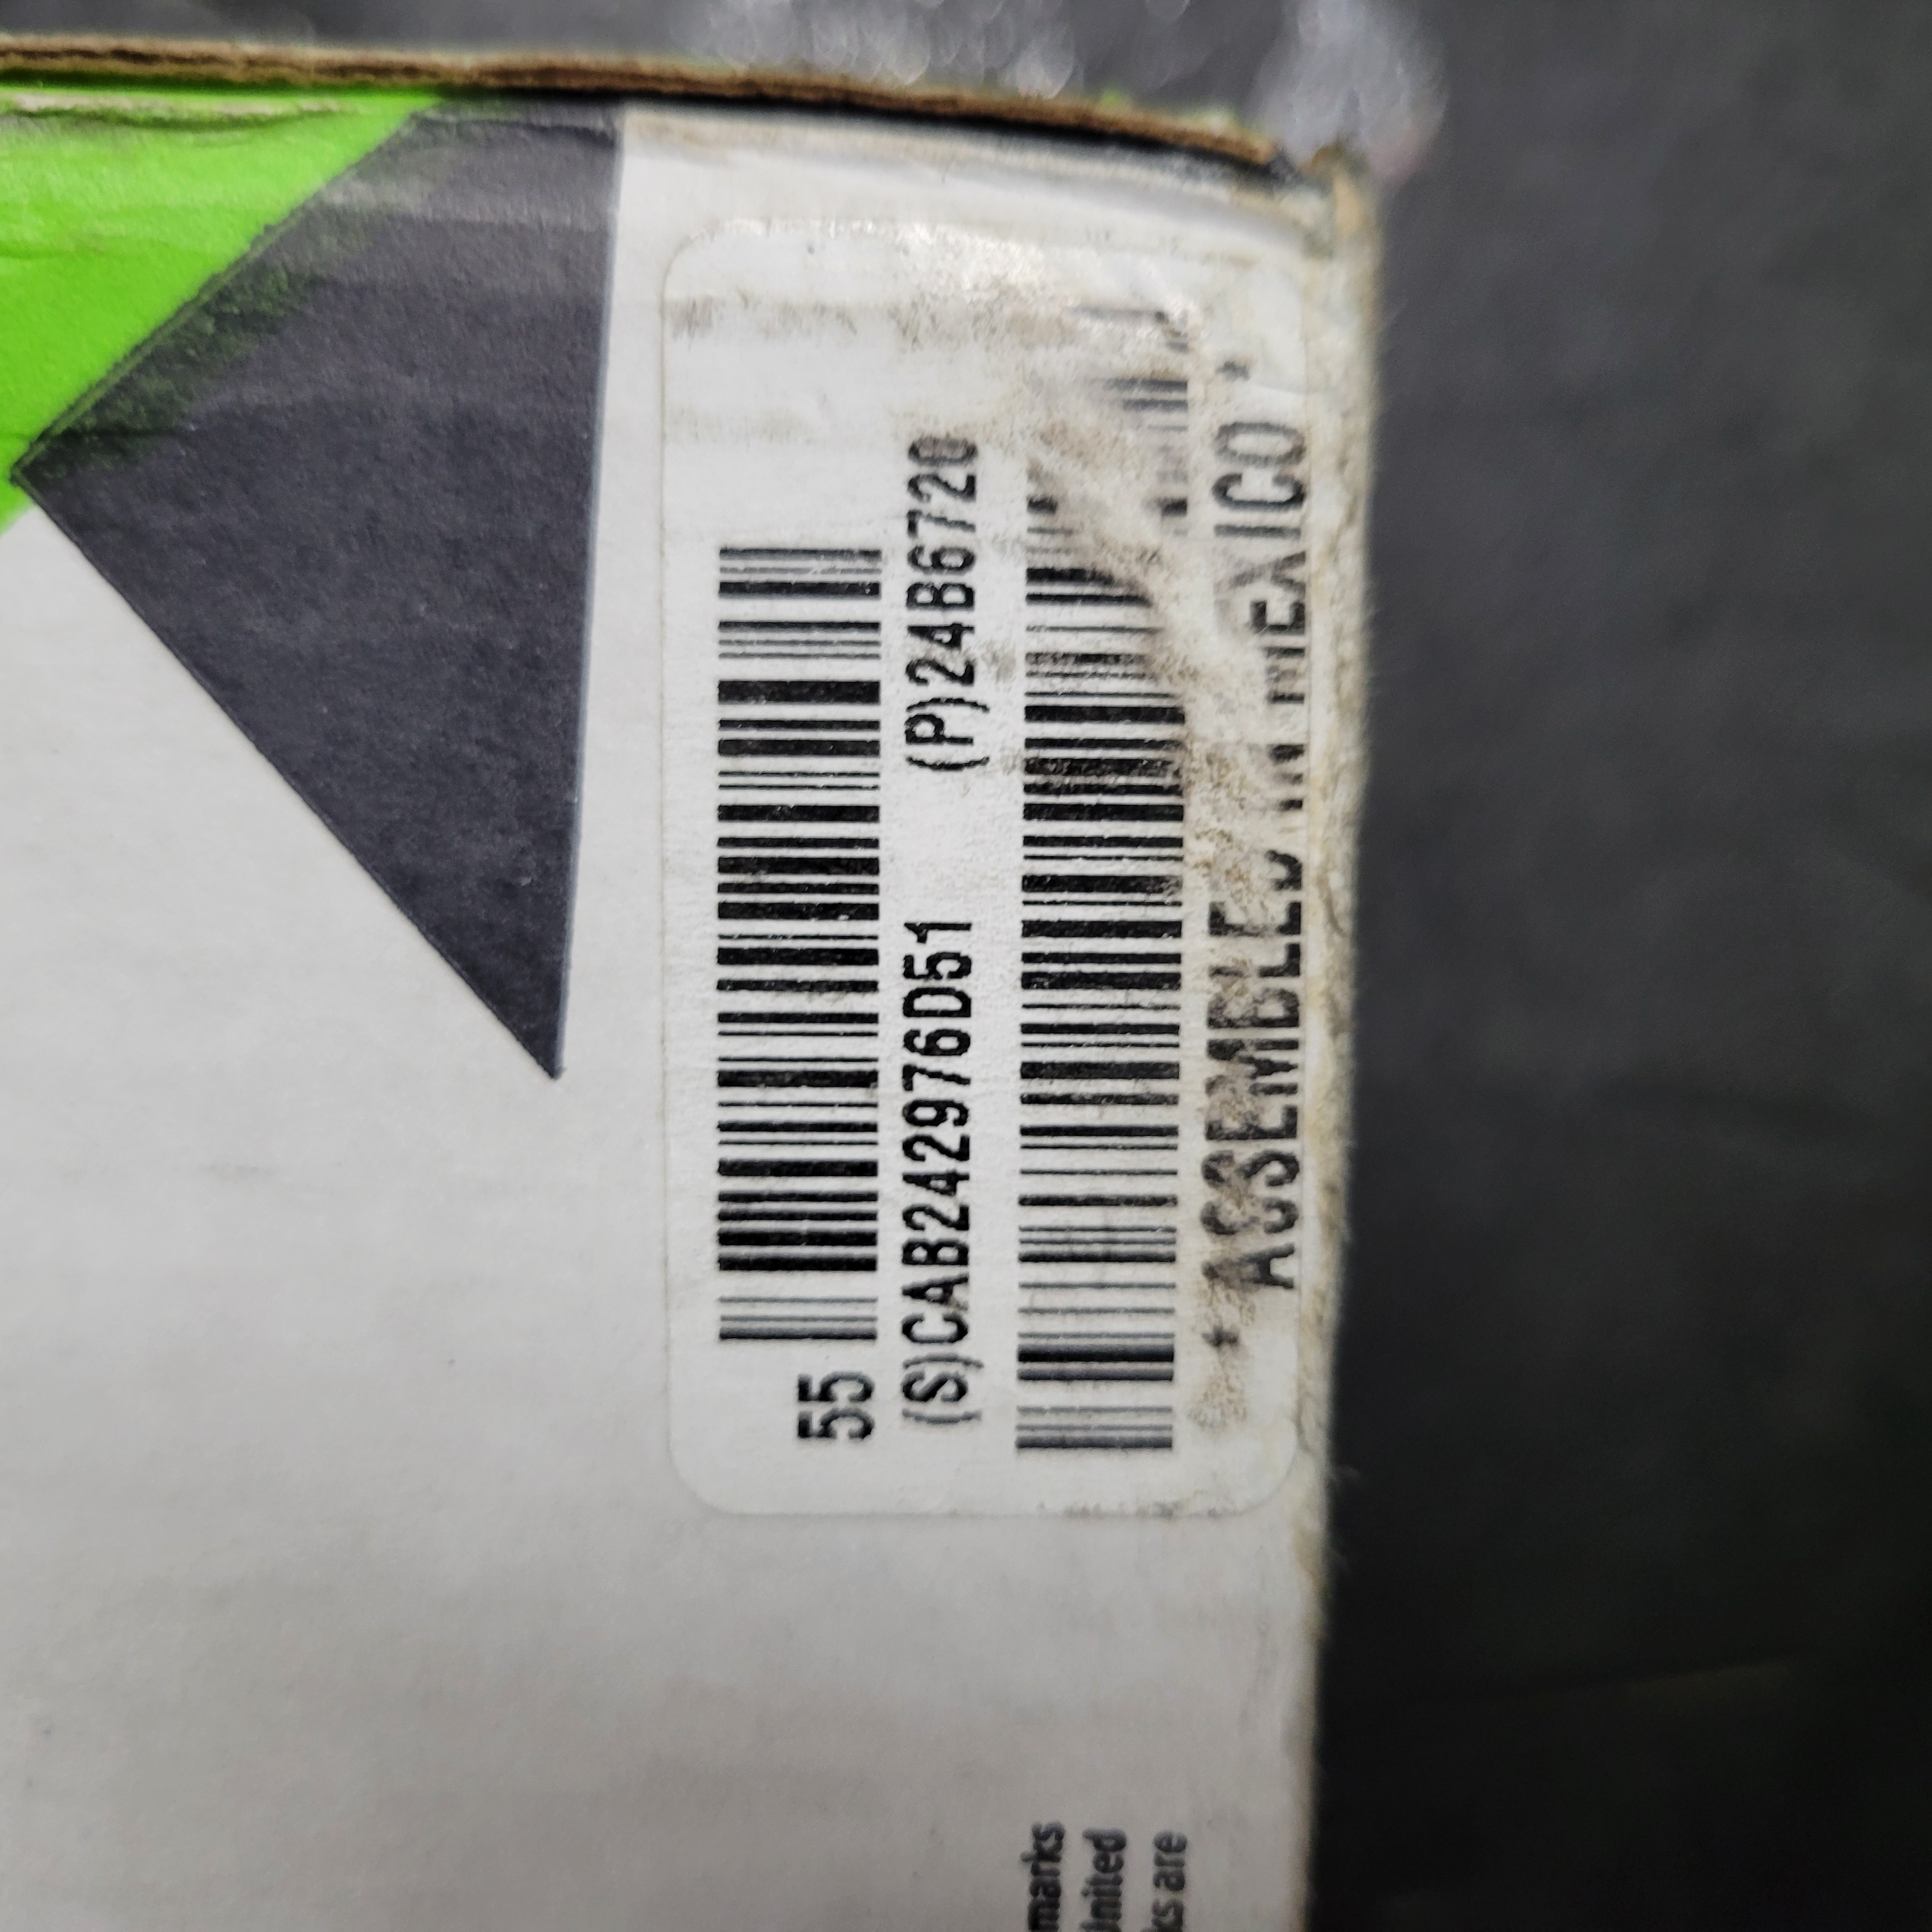 55
(S)CAB242976D51 (P)24B6720
* ASSEMBLED IN MEXICO *
marks
United
ks are